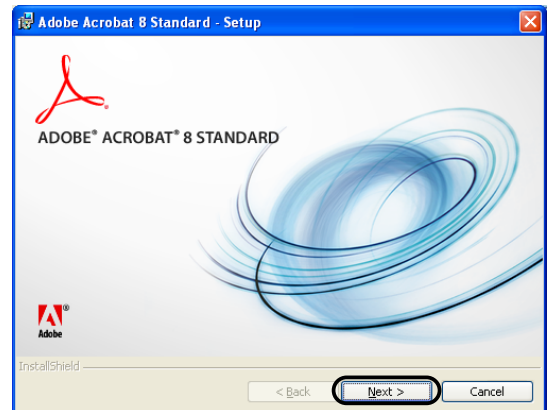 Adobe Acrobat 8 Standard - Setup
ADOBE® ACROBAT® 8 STANDARD
Adobe
InstallShield
< Back Next > Cancel